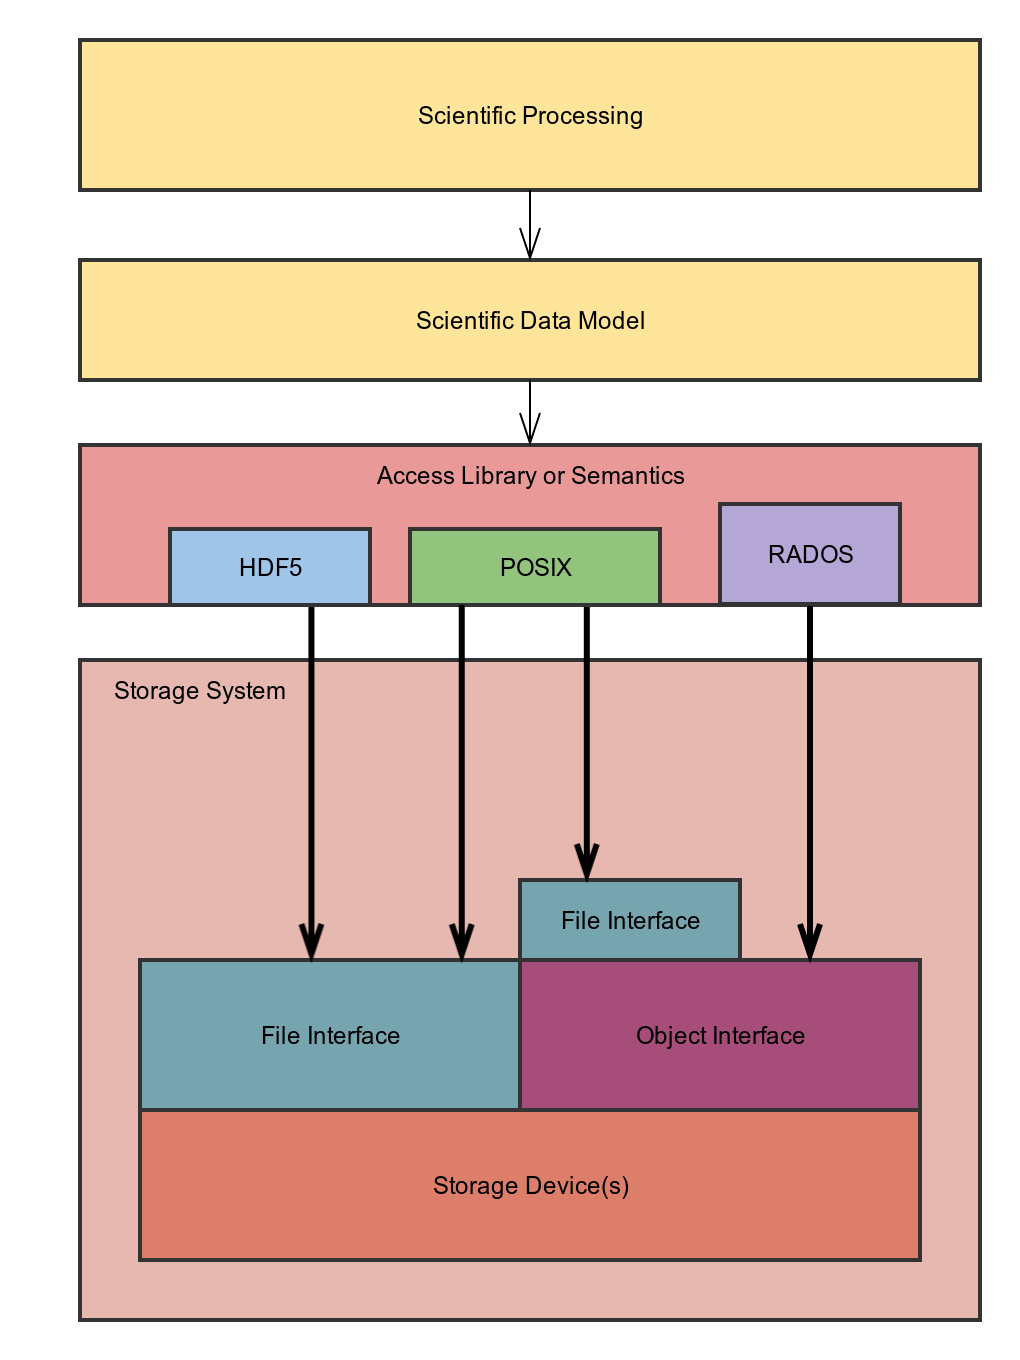 Scientific Processing
Scientific Data Model
Access Library or Semantics
HDF5
POSIX
RADOS
Storage System
File Interface
File Interface
Object Interface
Storage Device(s)